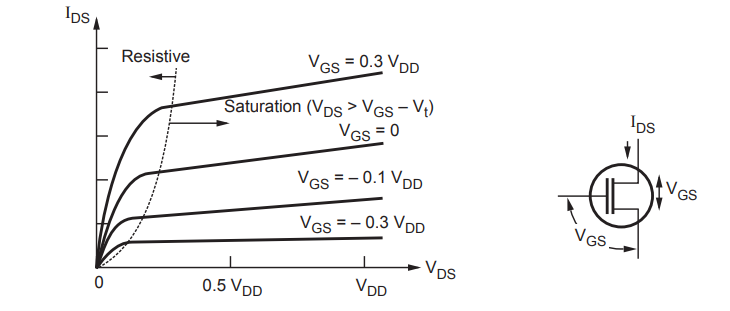 IDS
Resistive
VGS = 0.3 VDD
Saturation (VDS > VGS – Vt)
VGS = 0
VGS = – 0.1 VDD
VGS = – 0.3 VDD
0
0.5 VDD
VDD
VDS
IDS
VGS
VGS